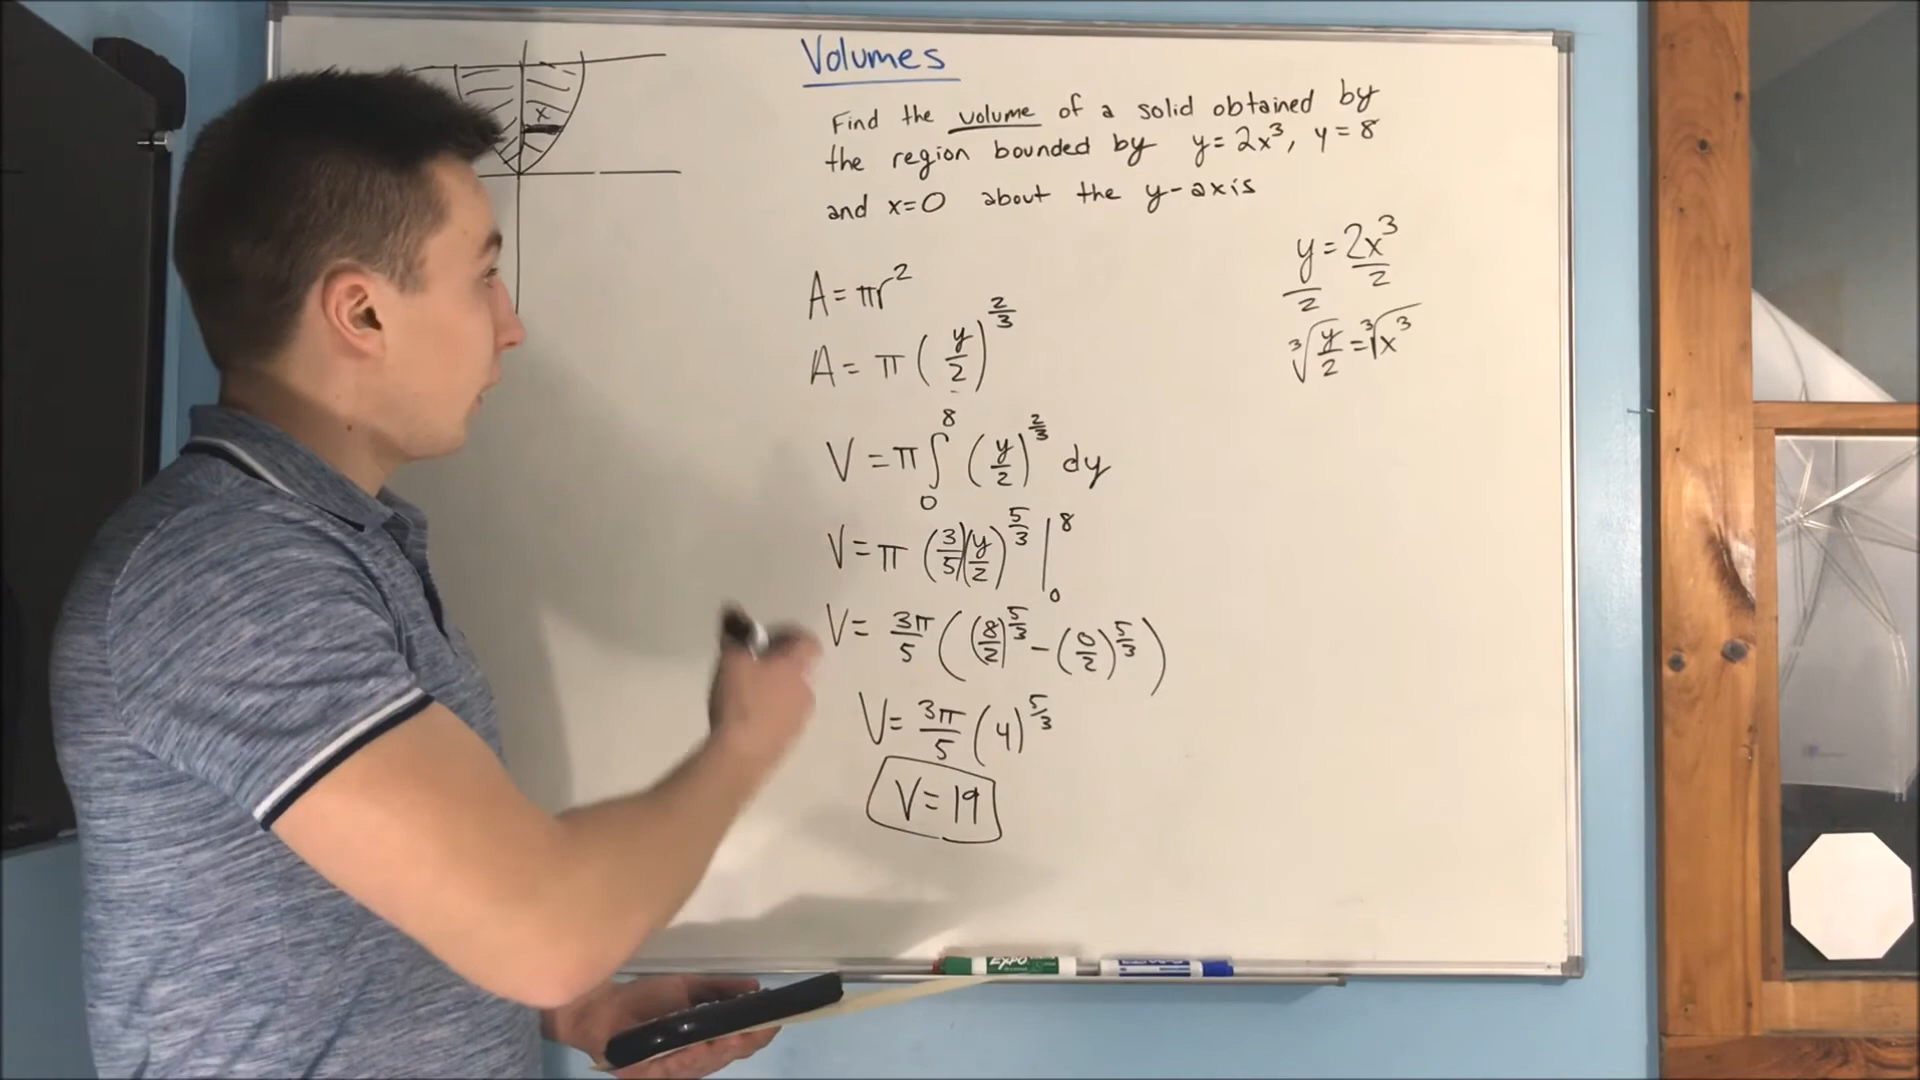 x
Volumes
Find the volume of a solid obtained by
the region bounded by y = 2x³, y = 8
and x=0 about the y-axis
A = πr²
A = π (y/2)^(2/3)
V = π ∫₀⁸ (y/2)^(2/3) dy
V = π (3/5)(y/2)^(5/3) |₀⁸
V = 3π/5 ((8/2)^(5/3) − (0/2)^(5/3))
V = 3π/5 (4)^(5/3)
V = 19
y/2 = 2x³/2
∛(y/2) = ∛(x³)
EXPO